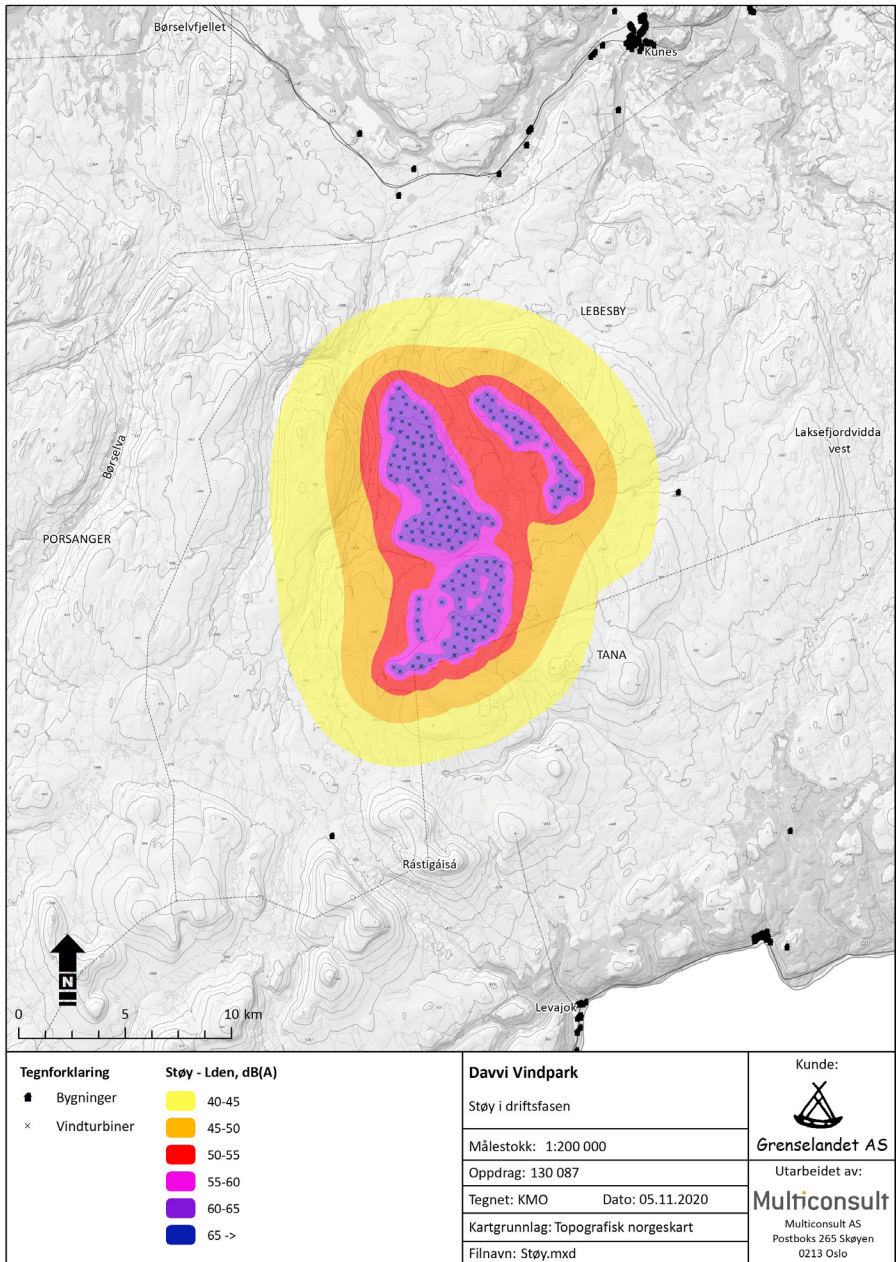 Børselvfjellet
Kunes
LEBESBY
Laksefjordvidda
vest
Børselva
PORSANGER
TANA
Rástigáisá
N
0 5 10 km
Levajok
Tegnforklaring
Bygninger
Vindturbiner
Støy - Lden, dB(A)
40-45
45-50
50-55
55-60
60-65
65 ->
Davvi Vindpark
Støy i driftsfasen
Målestokk: 1:200 000
Oppdrag: 130 087
Tegnet: KMO Dato: 05.11.2020
Kartgrunnlag: Topografisk norgeskart
Filnavn: Støy.mxd
Kunde:
Grenselandet AS
Utarbeidet av:
Multiconsult
Multiconsult AS
Postboks 265 Skøyen
0213 Oslo